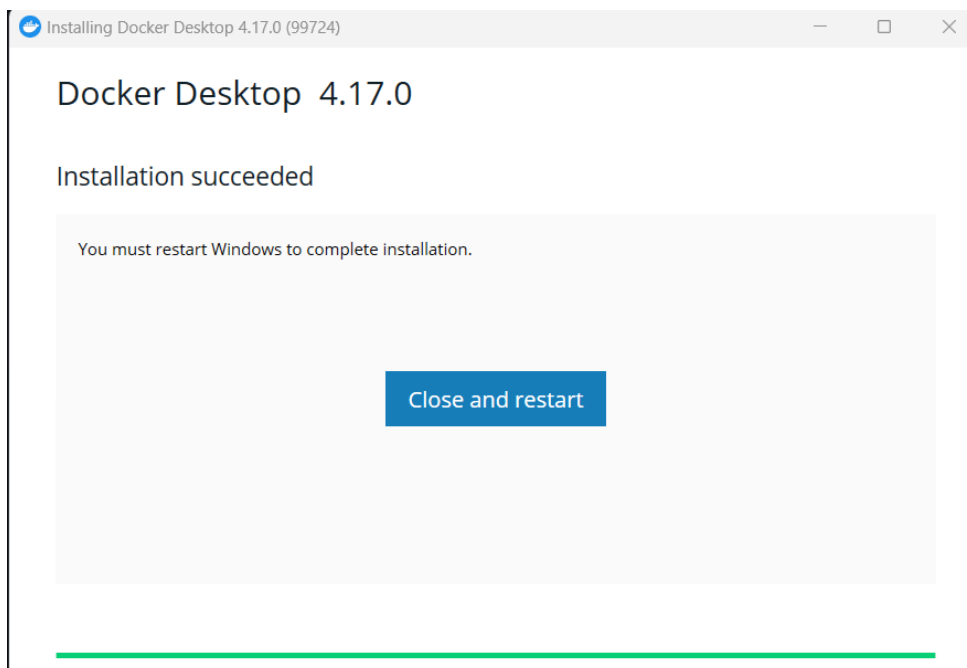 Installing Docker Desktop 4.17.0 (99724)
Docker Desktop 4.17.0
Installation succeeded
You must restart Windows to complete installation.
Close and restart